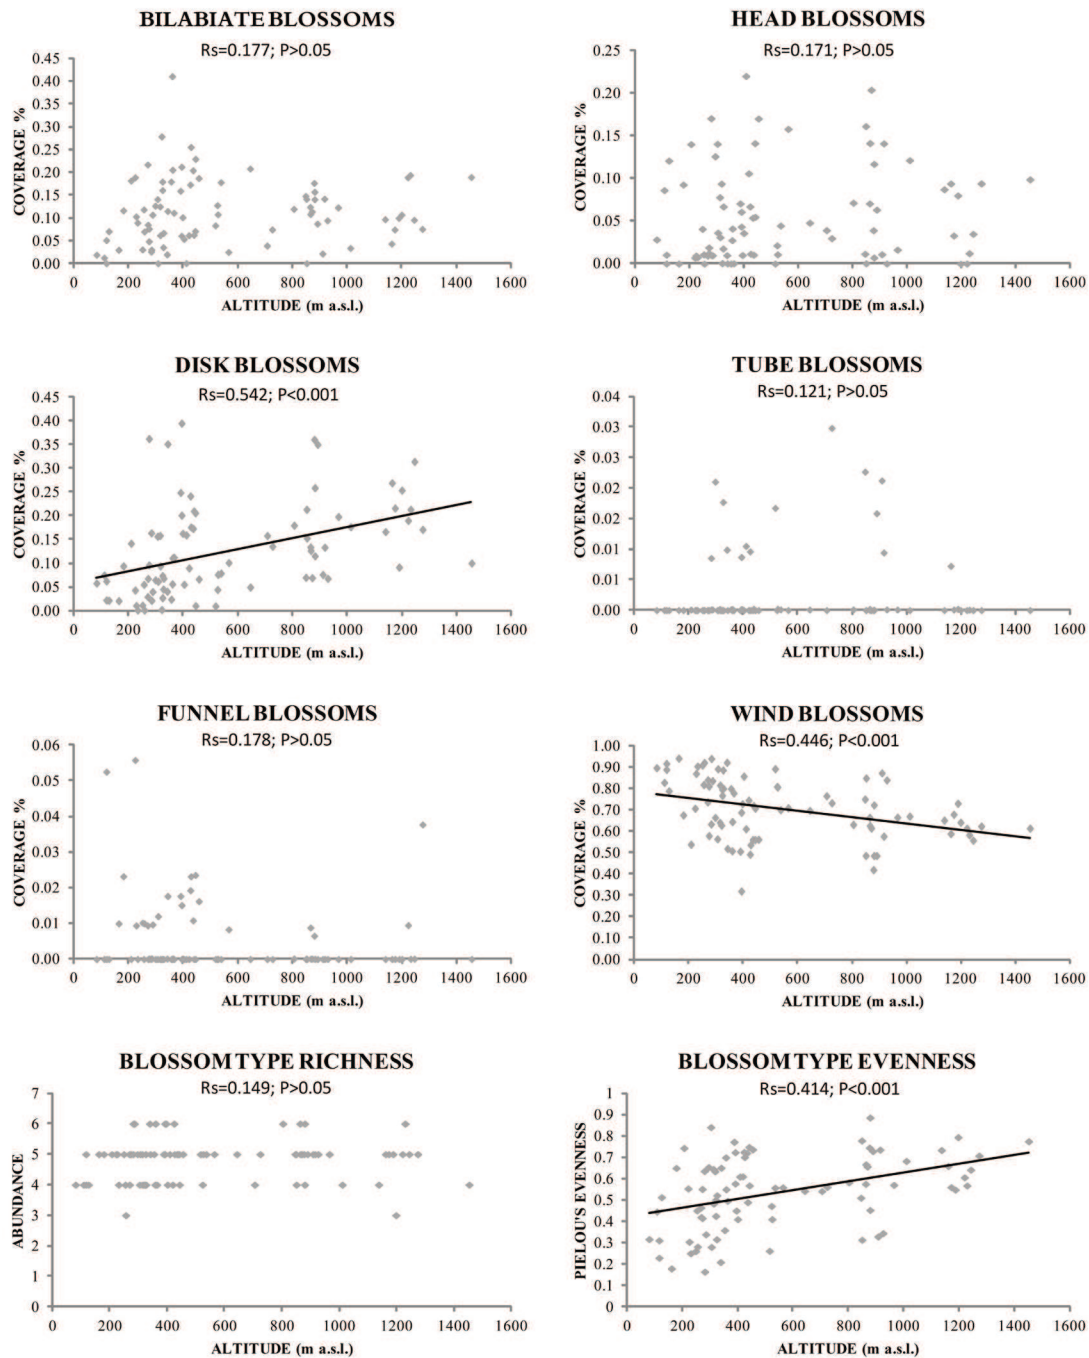 BILABIATE BLOSSOMS
Rs=0.177; P>0.05
COVERAGE %
0.45
0.40
0.35
0.30
0.25
0.20
0.15
0.10
0.05
0.00
0 200 400 600 800 1000 1200 1400 1600
ALTITUDE (m a.s.l.)
HEAD BLOSSOMS
Rs=0.171; P>0.05
COVERAGE %
0.25
0.20
0.15
0.10
0.05
0.00
0 200 400 600 800 1000 1200 1400 1600
ALTITUDE (m a.s.l.)
DISK BLOSSOMS
Rs=0.542; P<0.001
COVERAGE %
0.45
0.40
0.35
0.30
0.25
0.20
0.15
0.10
0.05
0.00
0 200 400 600 800 1000 1200 1400 1600
ALTITUDE (m a.s.l.)
TUBE BLOSSOMS
Rs=0.121; P>0.05
COVERAGE %
0.04
0.03
0.03
0.02
0.02
0.01
0.01
0.00
0 200 400 600 800 1000 1200 1400 1600
ALTITUDE (m a.s.l.)
FUNNEL BLOSSOMS
Rs=0.178; P>0.05
COVERAGE %
0.06
0.05
0.04
0.03
0.02
0.01
0.00
0 200 400 600 800 1000 1200 1400 1600
ALTITUDE (m a.s.l.)
WIND BLOSSOMS
Rs=0.446; P<0.001
COVERAGE %
1.00
0.90
0.80
0.70
0.60
0.50
0.40
0.30
0.20
0.10
0.00
0 200 400 600 800 1000 1200 1400 1600
ALTITUDE (m a.s.l.)
BLOSSOM TYPE RICHNESS
Rs=0.149; P>0.05
ABUNDANCE
7
6
5
4
3
2
1
0
0 200 400 600 800 1000 1200 1400 1600
ALTITUDE (m a.s.l.)
BLOSSOM TYPE EVENNESS
Rs=0.414; P<0.001
PIELOU'S EVENNESS
1
0.9
0.8
0.7
0.6
0.5
0.4
0.3
0.2
0.1
0
0 200 400 600 800 1000 1200 1400 1600
ALTITUDE (m a.s.l.)